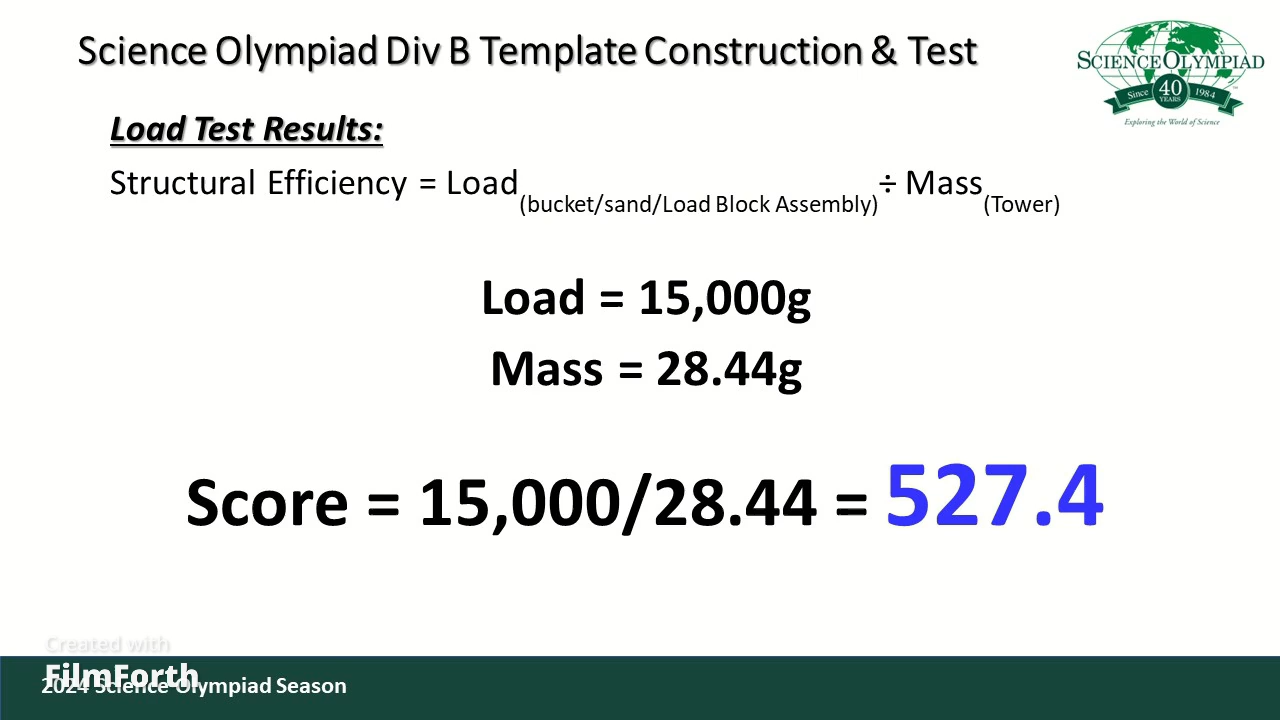 Science Olympiad Div B Template Construction & Test
SCIENCE OLYMPIAD
Since 40 YEARS 1984
Exploring the World of Science
Load Test Results:
Structural Efficiency = Load(bucket/sand/Load Block Assembly) ÷ Mass(Tower)
Load = 15,000g
Mass = 28.44g
Score = 15,000/28.44 = 527.4
Created with
FilmForth
2024 Science Olympiad Season